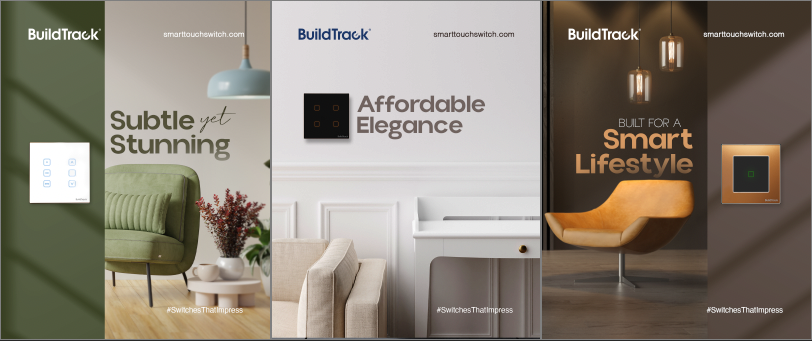 BuildTrack®
smarttouchswitch.com
Subtle yet
Stunning
#SwitchesThatImpress
BuildTrack®
smarttouchswitch.com
Affordable
Elegance
#SwitchesThatImpress
BuildTrack®
smarttouchswitch.com
BUILT FOR A
Smart
Lifestyle
#SwitchesThatImpress